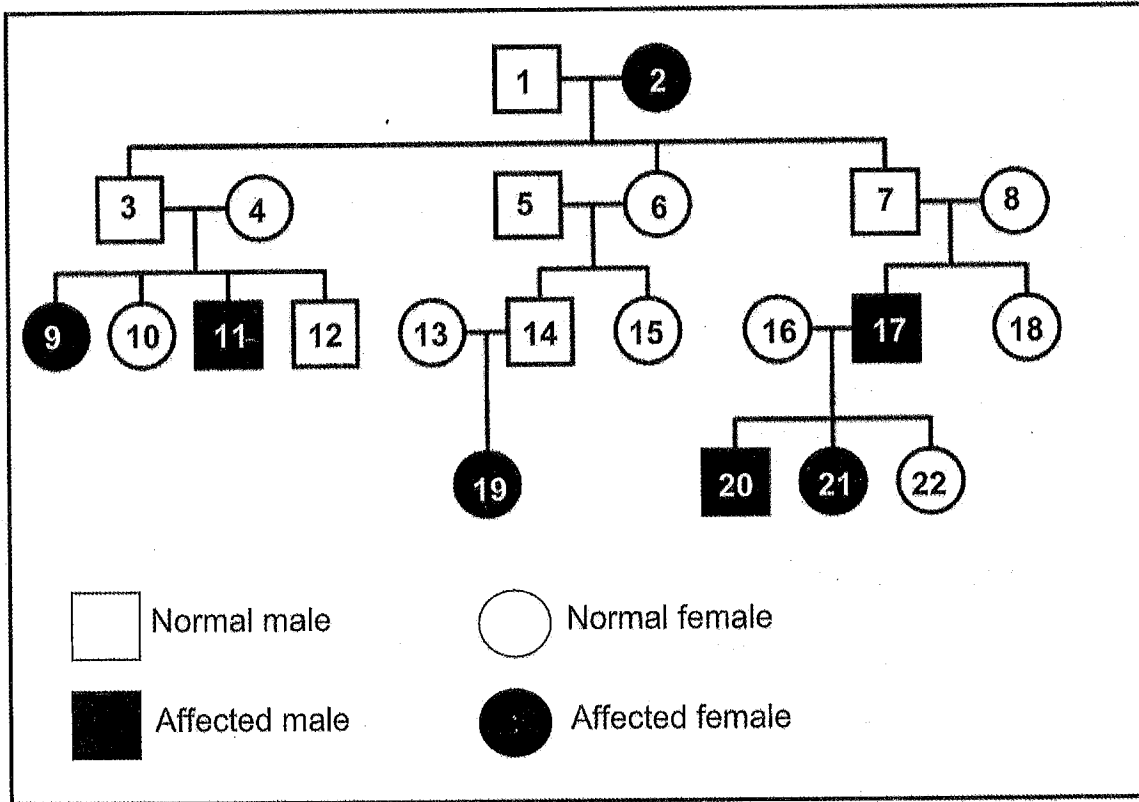 1 2
3 4 5 6 7 8
9 10 11 12 13 14 15 16 17 18
19 20 21 22
Normal male Normal female
Affected male Affected female